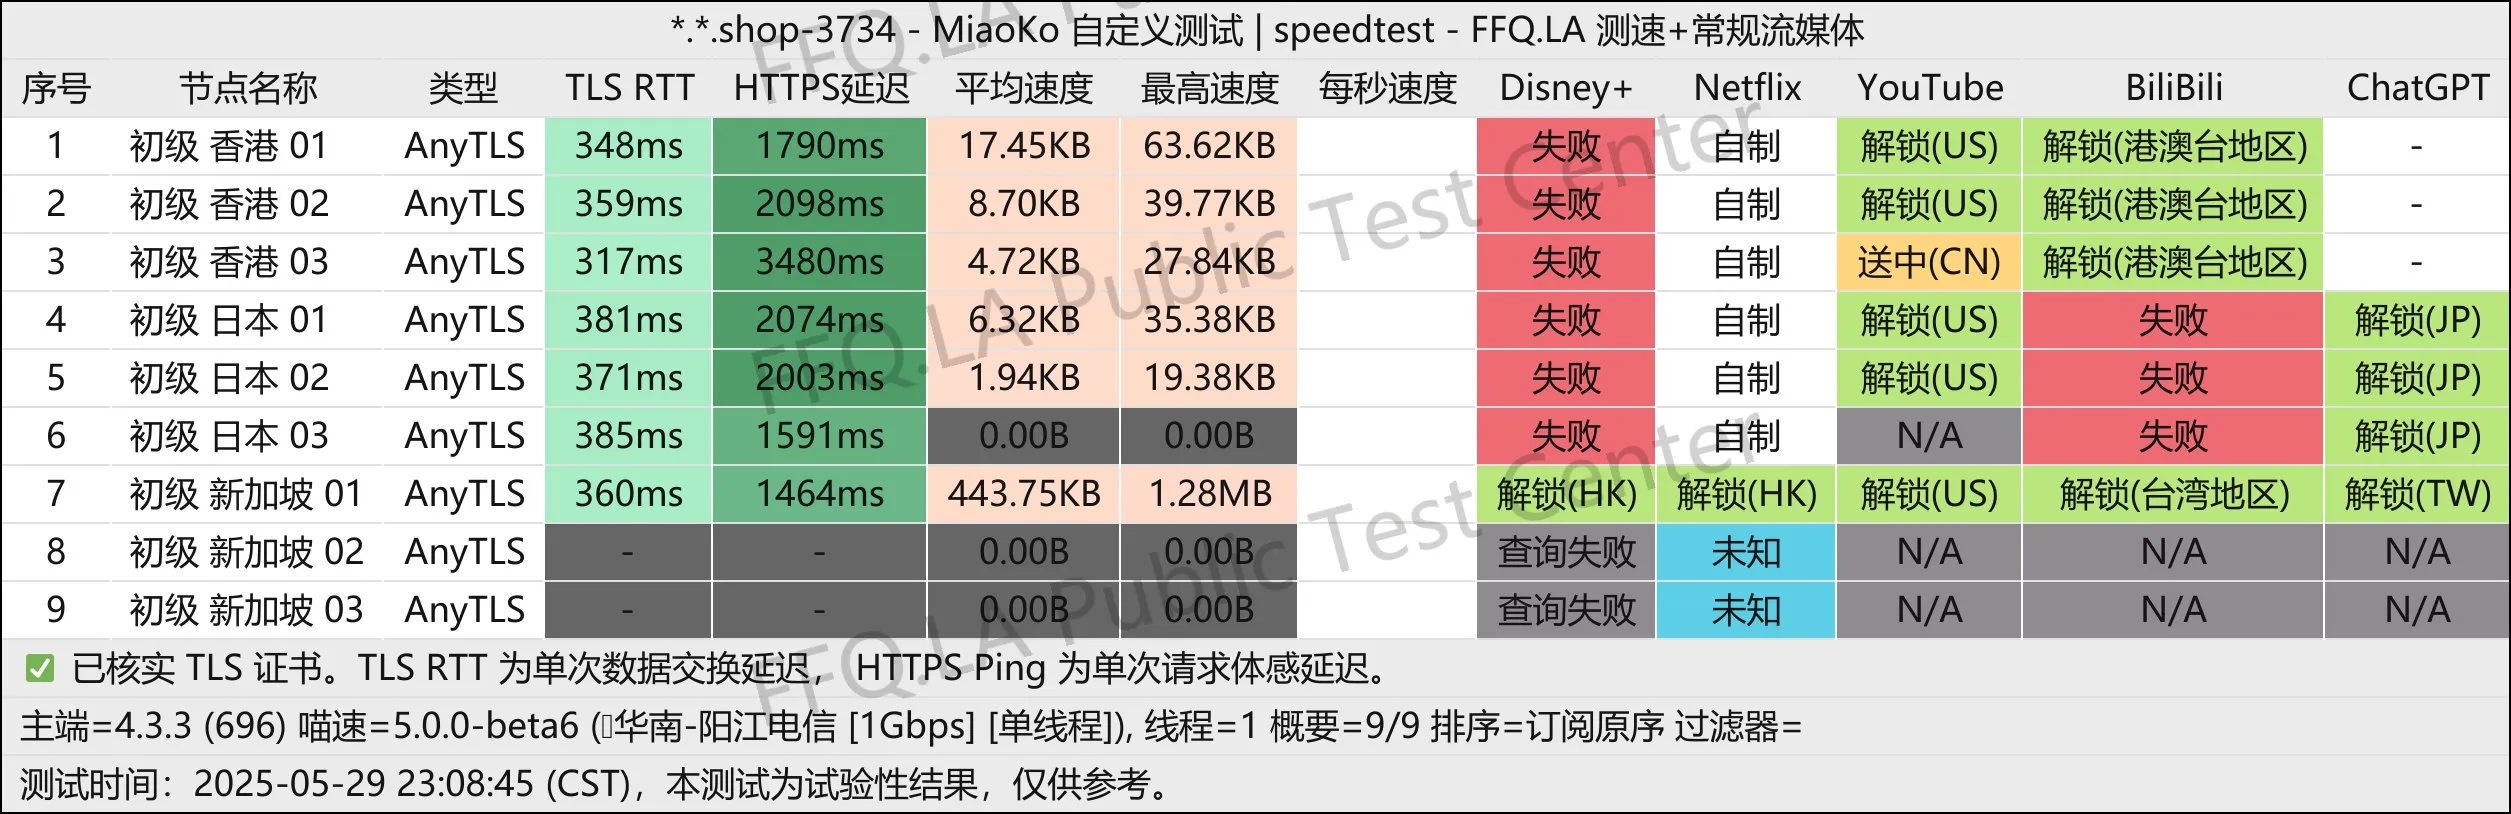 *.*.shop-3734 - MiaoKo 自定义测试 | speedtest - FFQ.LA 测速+常规流媒体
序号 节点名称 类型 TLS RTT HTTPS延迟 平均速度 最高速度 每秒速度 Disney+ Netflix YouTube BiliBili ChatGPT
1 初级 香港 01 AnyTLS 348ms 1790ms 17.45KB 63.62KB 失败 自制 解锁(US) 解锁(港澳台地区) -
2 初级 香港 02 AnyTLS 359ms 2098ms 8.70KB 39.77KB 失败 自制 解锁(US) 解锁(港澳台地区) -
3 初级 香港 03 AnyTLS 317ms 3480ms 4.72KB 27.84KB 失败 自制 送中(CN) 解锁(港澳台地区) -
4 初级 日本 01 AnyTLS 381ms 2074ms 6.32KB 35.38KB 失败 自制 解锁(US) 失败 解锁(JP)
5 初级 日本 02 AnyTLS 371ms 2003ms 1.94KB 19.38KB 失败 自制 解锁(US) 失败 解锁(JP)
6 初级 日本 03 AnyTLS 385ms 1591ms 0.00B 0.00B 失败 自制 N/A 失败 解锁(JP)
7 初级 新加坡 01 AnyTLS 360ms 1464ms 443.75KB 1.28MB 解锁(HK) 解锁(HK) 解锁(US) 解锁(台湾地区) 解锁(TW)
8 初级 新加坡 02 AnyTLS - - 0.00B 0.00B 查询失败 未知 N/A N/A N/A
9 初级 新加坡 03 AnyTLS - - 0.00B 0.00B 查询失败 未知 N/A N/A N/A
✅ 已核实 TLS 证书。TLS RTT 为单次数据交换延迟， HTTPS Ping 为单次请求体感延迟。
主端=4.3.3 (696) 喵速=5.0.0-beta6 (华南-阳江电信 [1Gbps] [单线程]), 线程=1 概要=9/9 排序=订阅原序 过滤器=
测试时间：2025-05-29 23:08:45 (CST)，本测试为试验性结果，仅供参考。
FFQ.LA Public Test Center
FFQ.LA Public Test Center